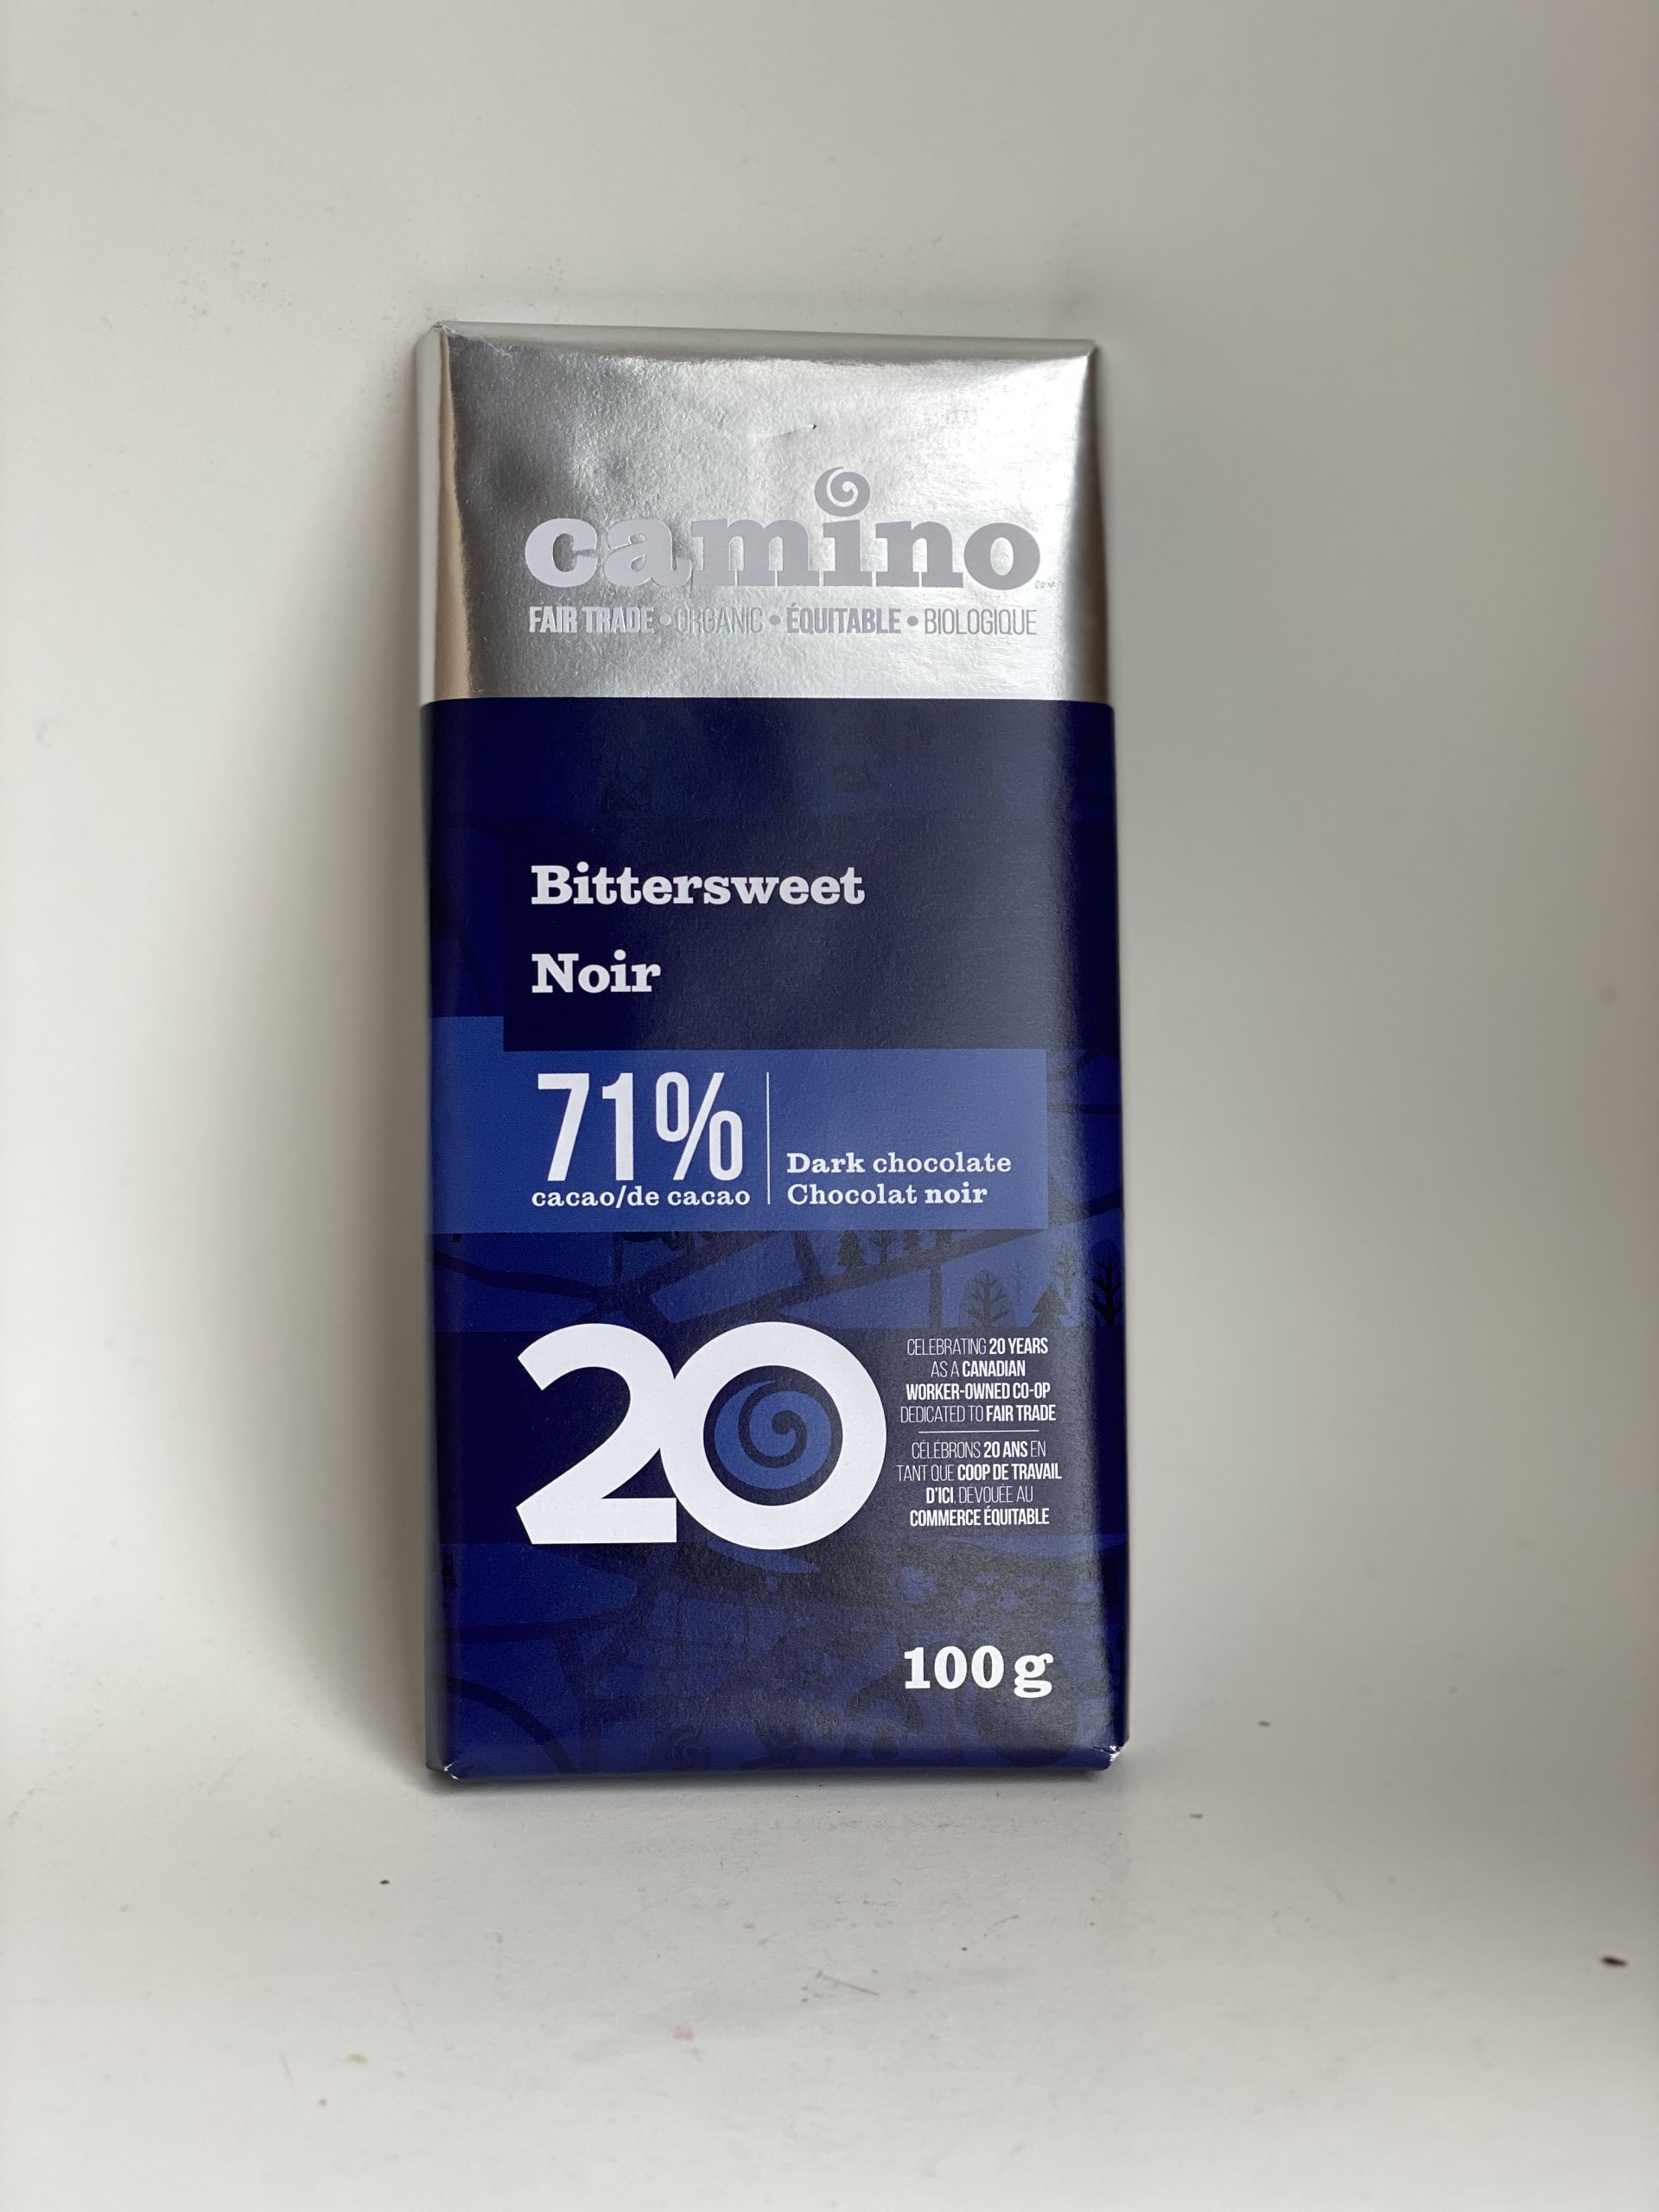 camino
FAIR TRADE • ORGANIC • ÉQUITABLE • BIOLOGIQUE
Bittersweet
Noir
71%
cacao/de cacao
Dark chocolate
Chocolat noir
20
CELEBRATING 20 YEARS
AS A CANADIAN
WORKER-OWNED CO-OP
DEDICATED TO FAIR TRADE
CÉLÉBRONS 20 ANS EN
TANT QUE COOP DE TRAVAIL
D'ICI, DÉVOUÉE AU
COMMERCE ÉQUITABLE
100 g